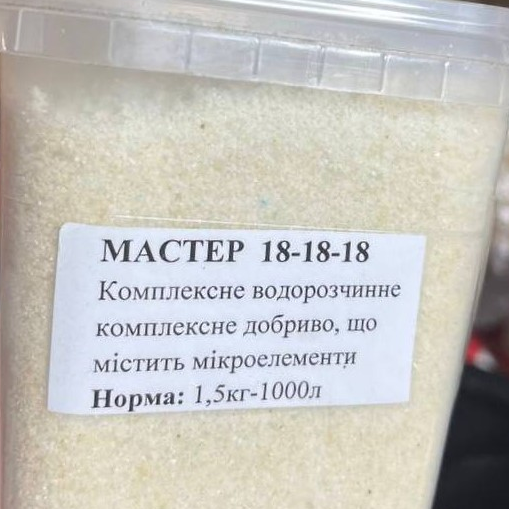 МАСТЕР 18-18-18
Комплексне водорозчинне
комплексне добриво, що
містить мікроелементи
Норма: 1,5кг-1000л